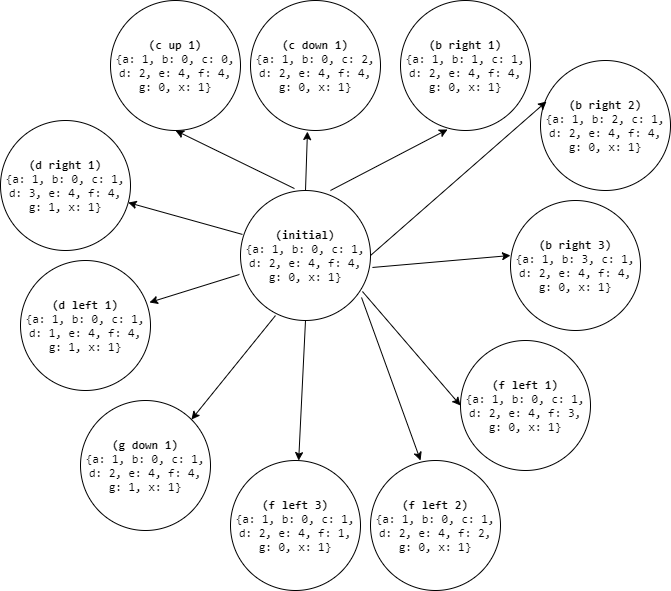 (c up 1)
{a: 1, b: 0, c: 0,
d: 2, e: 4, f: 4,
g: 0, x: 1}
(c down 1)
{a: 1, b: 0, c: 2,
d: 2, e: 4, f: 4,
g: 0, x: 1}
(b right 1)
{a: 1, b: 1, c: 1,
d: 2, e: 4, f: 4,
g: 0, x: 1}
(b right 2)
{a: 1, b: 2, c: 1,
d: 2, e: 4, f: 4,
g: 0, x: 1}
(d right 1)
{a: 1, b: 0, c: 1,
d: 3, e: 4, f: 4,
g: 1, x: 1}
(initial)
{a: 1, b: 0, c: 1,
d: 2, e: 4, f: 4,
g: 0, x: 1}
(b right 3)
{a: 1, b: 3, c: 1,
d: 2, e: 4, f: 4,
g: 0, x: 1}
(d left 1)
{a: 1, b: 0, c: 1,
d: 1, e: 4, f: 4,
g: 1, x: 1}
(f left 1)
{a: 1, b: 0, c: 1,
d: 2, e: 4, f: 3,
g: 0, x: 1}
(g down 1)
{a: 1, b: 0, c: 1,
d: 2, e: 4, f: 4,
g: 1, x: 1}
(f left 3)
{a: 1, b: 0, c: 1,
d: 2, e: 4, f: 1,
g: 0, x: 1}
(f left 2)
{a: 1, b: 0, c: 1,
d: 2, e: 4, f: 2,
g: 0, x: 1}